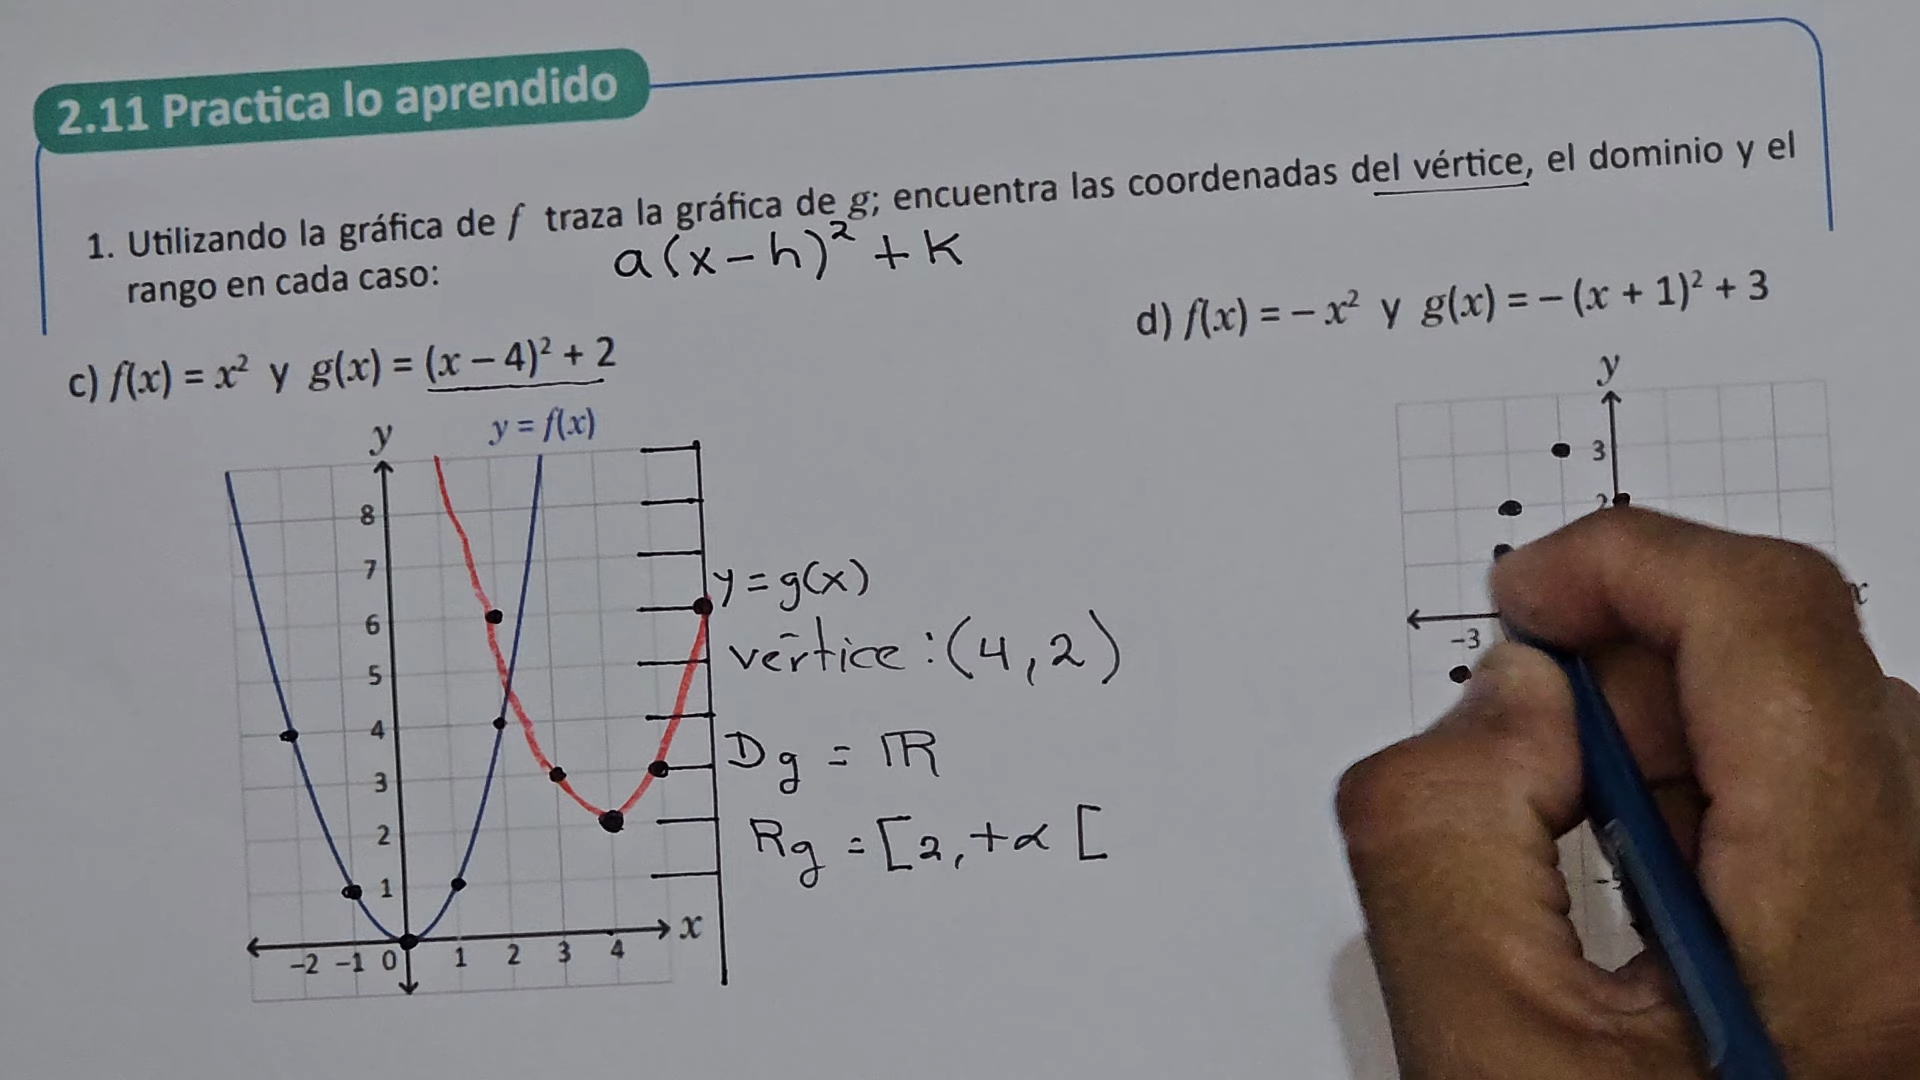 2.11 Practica lo aprendido
1. Utilizando la gráfica de f traza la gráfica de g; encuentra las coordenadas del vértice, el dominio y el
rango en cada caso:
a(x-h)² + k
c) f(x) = x² y g(x) = (x – 4)² + 2
d) f(x) = – x² y g(x) = – (x + 1)² + 3
y
y = f(x)
8
7
6
5
4
3
2
1
-2 -1 0 1 2 3 4 x
y = g(x)
vértice : (4, 2)
Dg = ℝ
Rg = [2, +α [
y
3
-3
x